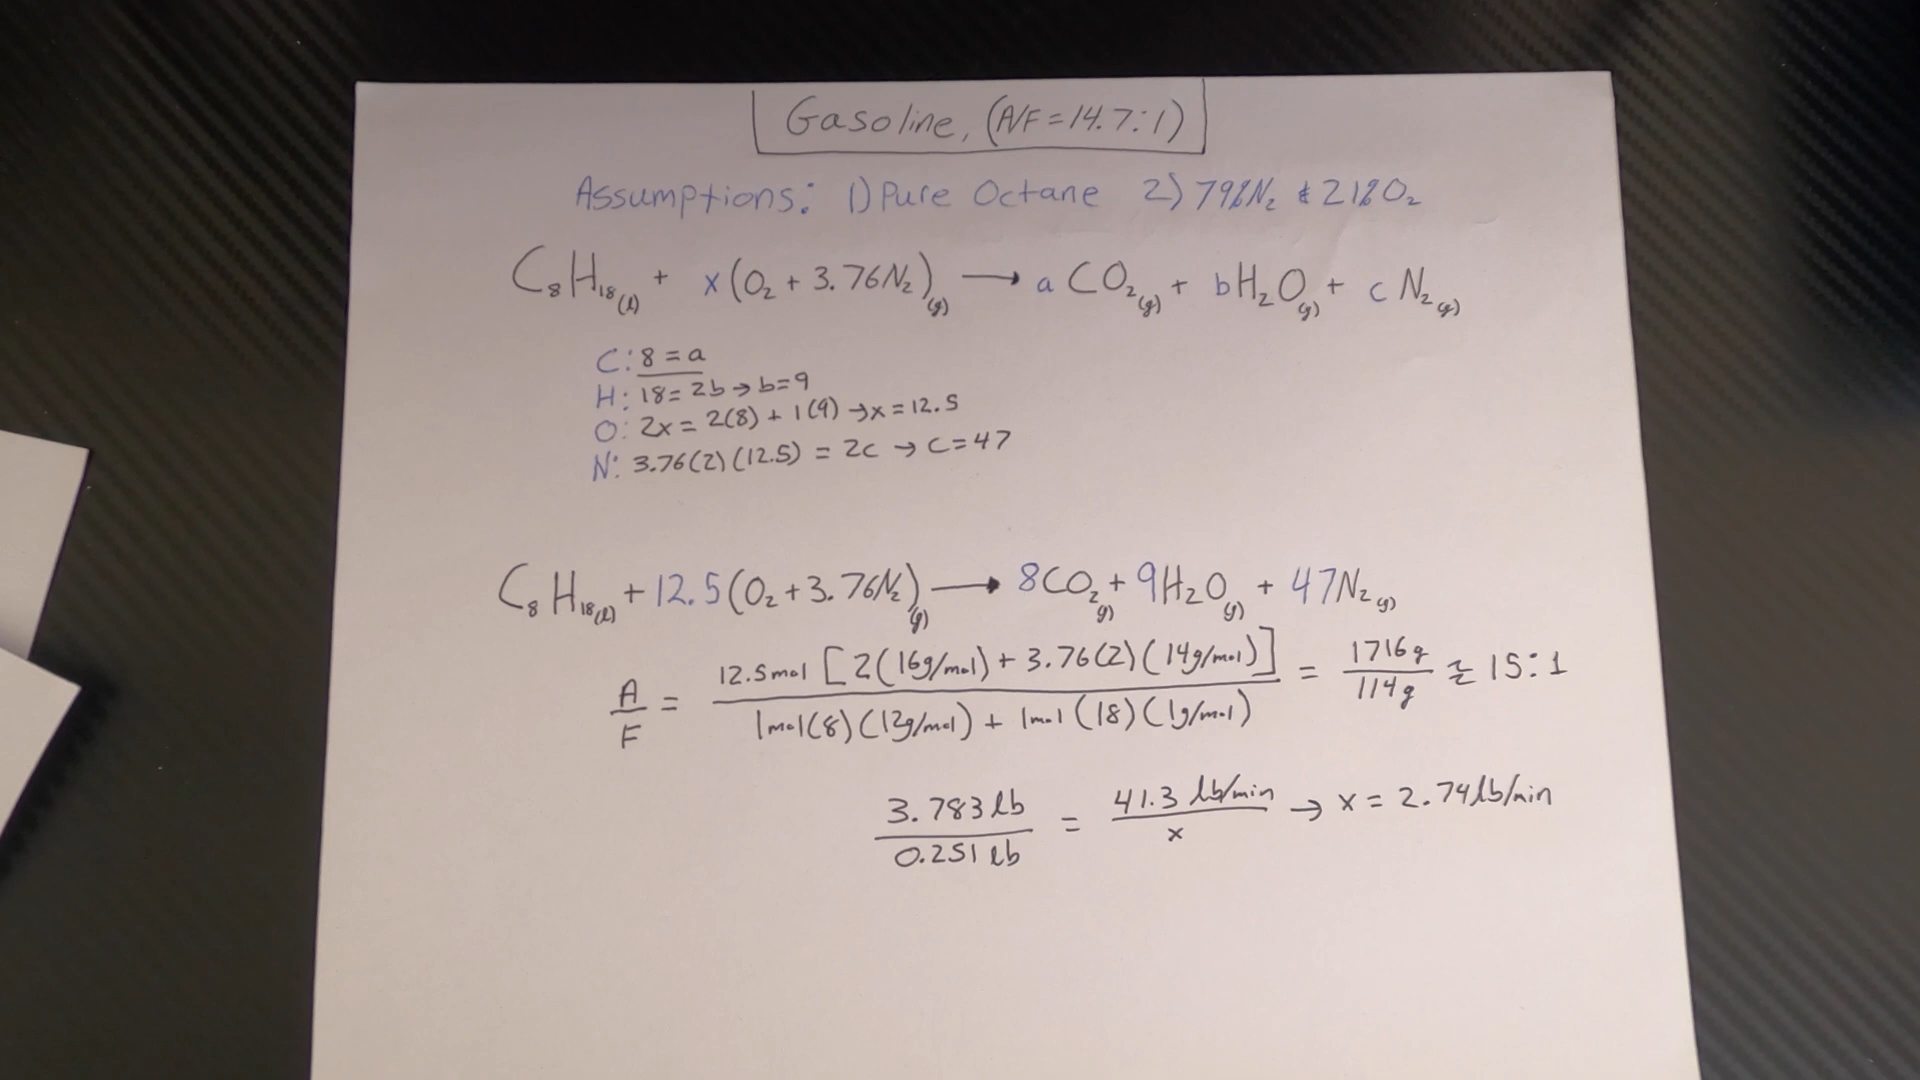 Gasoline, (A/F = 14.7:1)
Assumptions: 1) Pure Octane 2) 79% N₂ & 21% O₂
C₈H₁₈(l) + x(O₂ + 3.76N₂)(g) → a CO₂(g) + bH₂O(g) + c N₂(g)
C: 8 = a
H: 18 = 2b → b = 9
O: 2x = 2(8) + 1(9) → x = 12.5
N: 3.76(2)(12.5) = 2c → c = 47
C₈H₁₈(l) + 12.5(O₂ + 3.76N₂)(g) → 8CO₂(g) + 9H₂O(g) + 47N₂(g)
A/F = 12.5mol [2(16g/mol) + 3.76(2)(14g/mol)] / 1mol(8)(12g/mol) + 1mol(18)(1g/mol) = 1716g / 114g ≈ 15:1
3.783 lb / 0.251 lb = 41.3 lb/min / x → x = 2.74 lb/min